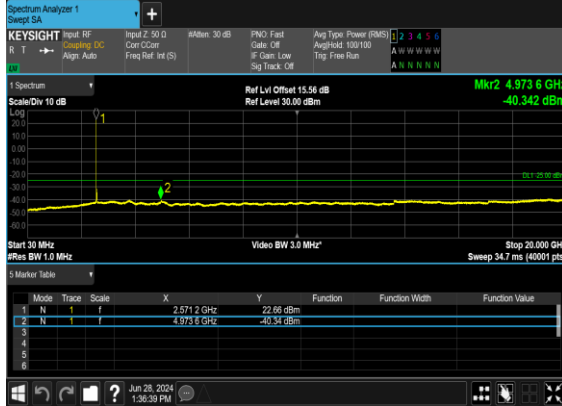 Spectrum Analyzer 1
Swept SA
+
KEYSIGHT Input: RF Input Z: 50 Ω #Atten: 30 dB PNO: Fast Avg Type: Power (RMS) 1 2 3 4 5 6
R T Coupling: DC Corr CCorr Gate: Off Avg|Hold: 100/100 A W W W W W
Align: Auto Freq Ref: Int (S) IF Gain: Low Trig: Free Run
Sig Track: Off A N N N N N
1 Spectrum
Scale/Div 10 dB Ref Lvl Offset 15.56 dB Mkr2 4.973 6 GHz
Ref Level 30.00 dBm -40.342 dBm
Log
20.0 1
10.0
0.00
-10.0
-20.0 DL1 -25.00 dBm
-30.0 2
-40.0
-50.0
-60.0
Start 30 MHz Video BW 3.0 MHz* Stop 20.000 GHz
#Res BW 1.0 MHz Sweep 34.7 ms (40001 pts)
5 Marker Table
Mode Trace Scale X Y Function Function Width Function Value
1 N 1 f 2.571 2 GHz 22.66 dBm
2 N 1 f 4.973 6 GHz -40.34 dBm
3
4
5
6
? Jun 28, 2024
1:36:39 PM